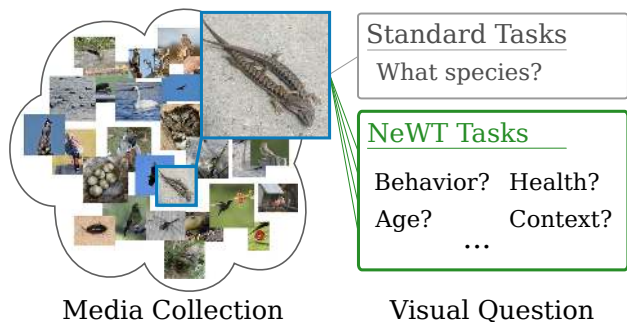 Standard Tasks
What species?
NeWT Tasks
Behavior? Health?
Age? Context?
...
Media Collection
Visual Question